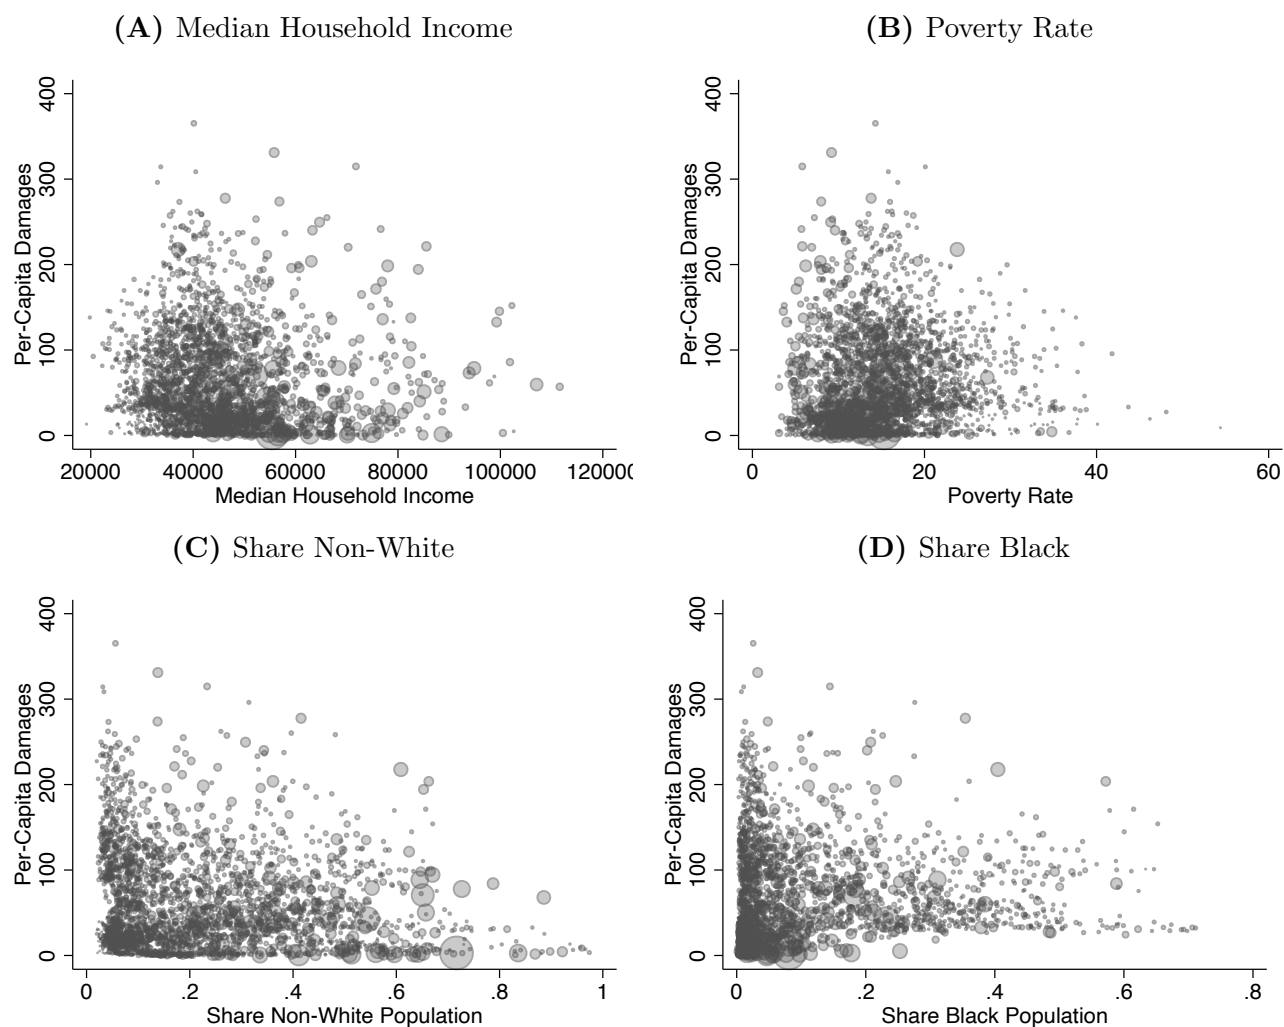 (A) Median Household Income
Per-Capita Damages
400
300
200
100
0
20000 40000 60000 80000 100000 120000
Median Household Income
(B) Poverty Rate
Per-Capita Damages
400
300
200
100
0
0 20 40 60
Poverty Rate
(C) Share Non-White
Per-Capita Damages
400
300
200
100
0
0 .2 .4 .6 .8 1
Share Non-White Population
(D) Share Black
Per-Capita Damages
400
300
200
100
0
0 .2 .4 .6 .8
Share Black Population